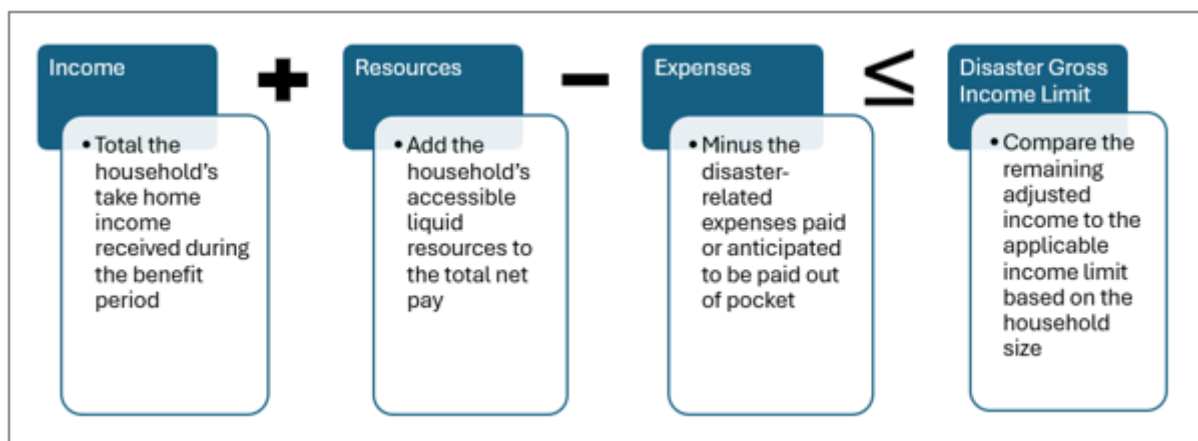 Income
+
Resources
−
Expenses
≤
Disaster Gross
Income Limit
• Total the
household’s
take home
income
received during
the benefit
period
• Add the
household’s
accessible
liquid
resources to
the total net
pay
• Minus the
disaster-
related
expenses paid
or anticipated
to be paid out
of pocket
• Compare the
remaining
adjusted
income to the
applicable
income limit
based on the
household
size